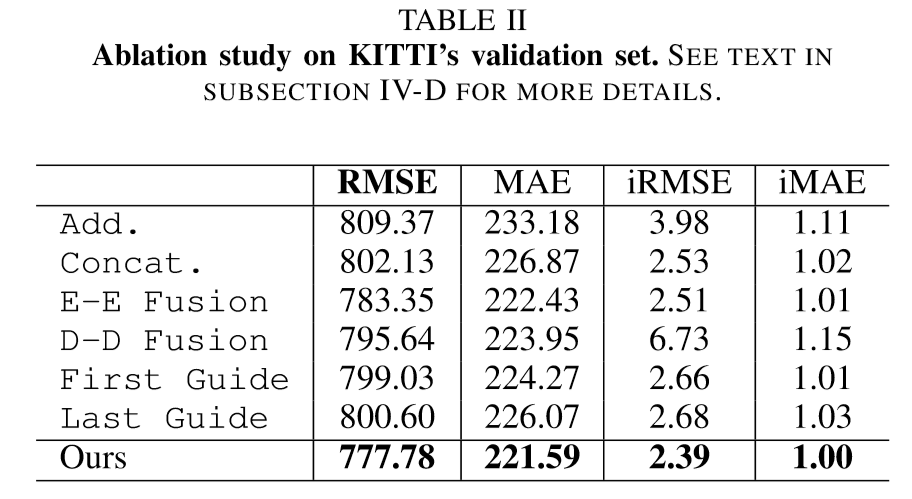 TABLE II
Ablation study on KITTI's validation set. SEE TEXT IN
SUBSECTION IV-D FOR MORE DETAILS.
RMSE MAE iRMSE iMAE
Add. 809.37 233.18 3.98 1.11
Concat. 802.13 226.87 2.53 1.02
E-E Fusion 783.35 222.43 2.51 1.01
D-D Fusion 795.64 223.95 6.73 1.15
First Guide 799.03 224.27 2.66 1.01
Last Guide 800.60 226.07 2.68 1.03
Ours 777.78 221.59 2.39 1.00